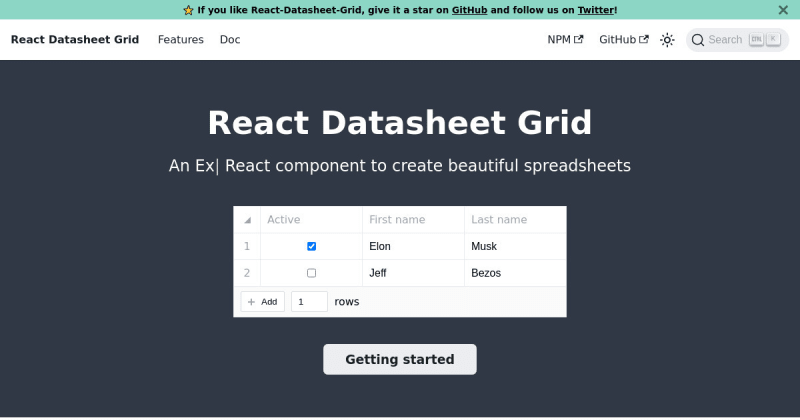 ⭐ If you like React-Datasheet-Grid, give it a star on GitHub and follow us on Twitter!
React Datasheet Grid Features Doc NPM GitHub Search CTRL K
React Datasheet Grid
An Ex| React component to create beautiful spreadsheets
Active First name Last name
1 Elon Musk
2 Jeff Bezos
+ Add 1 rows
Getting started